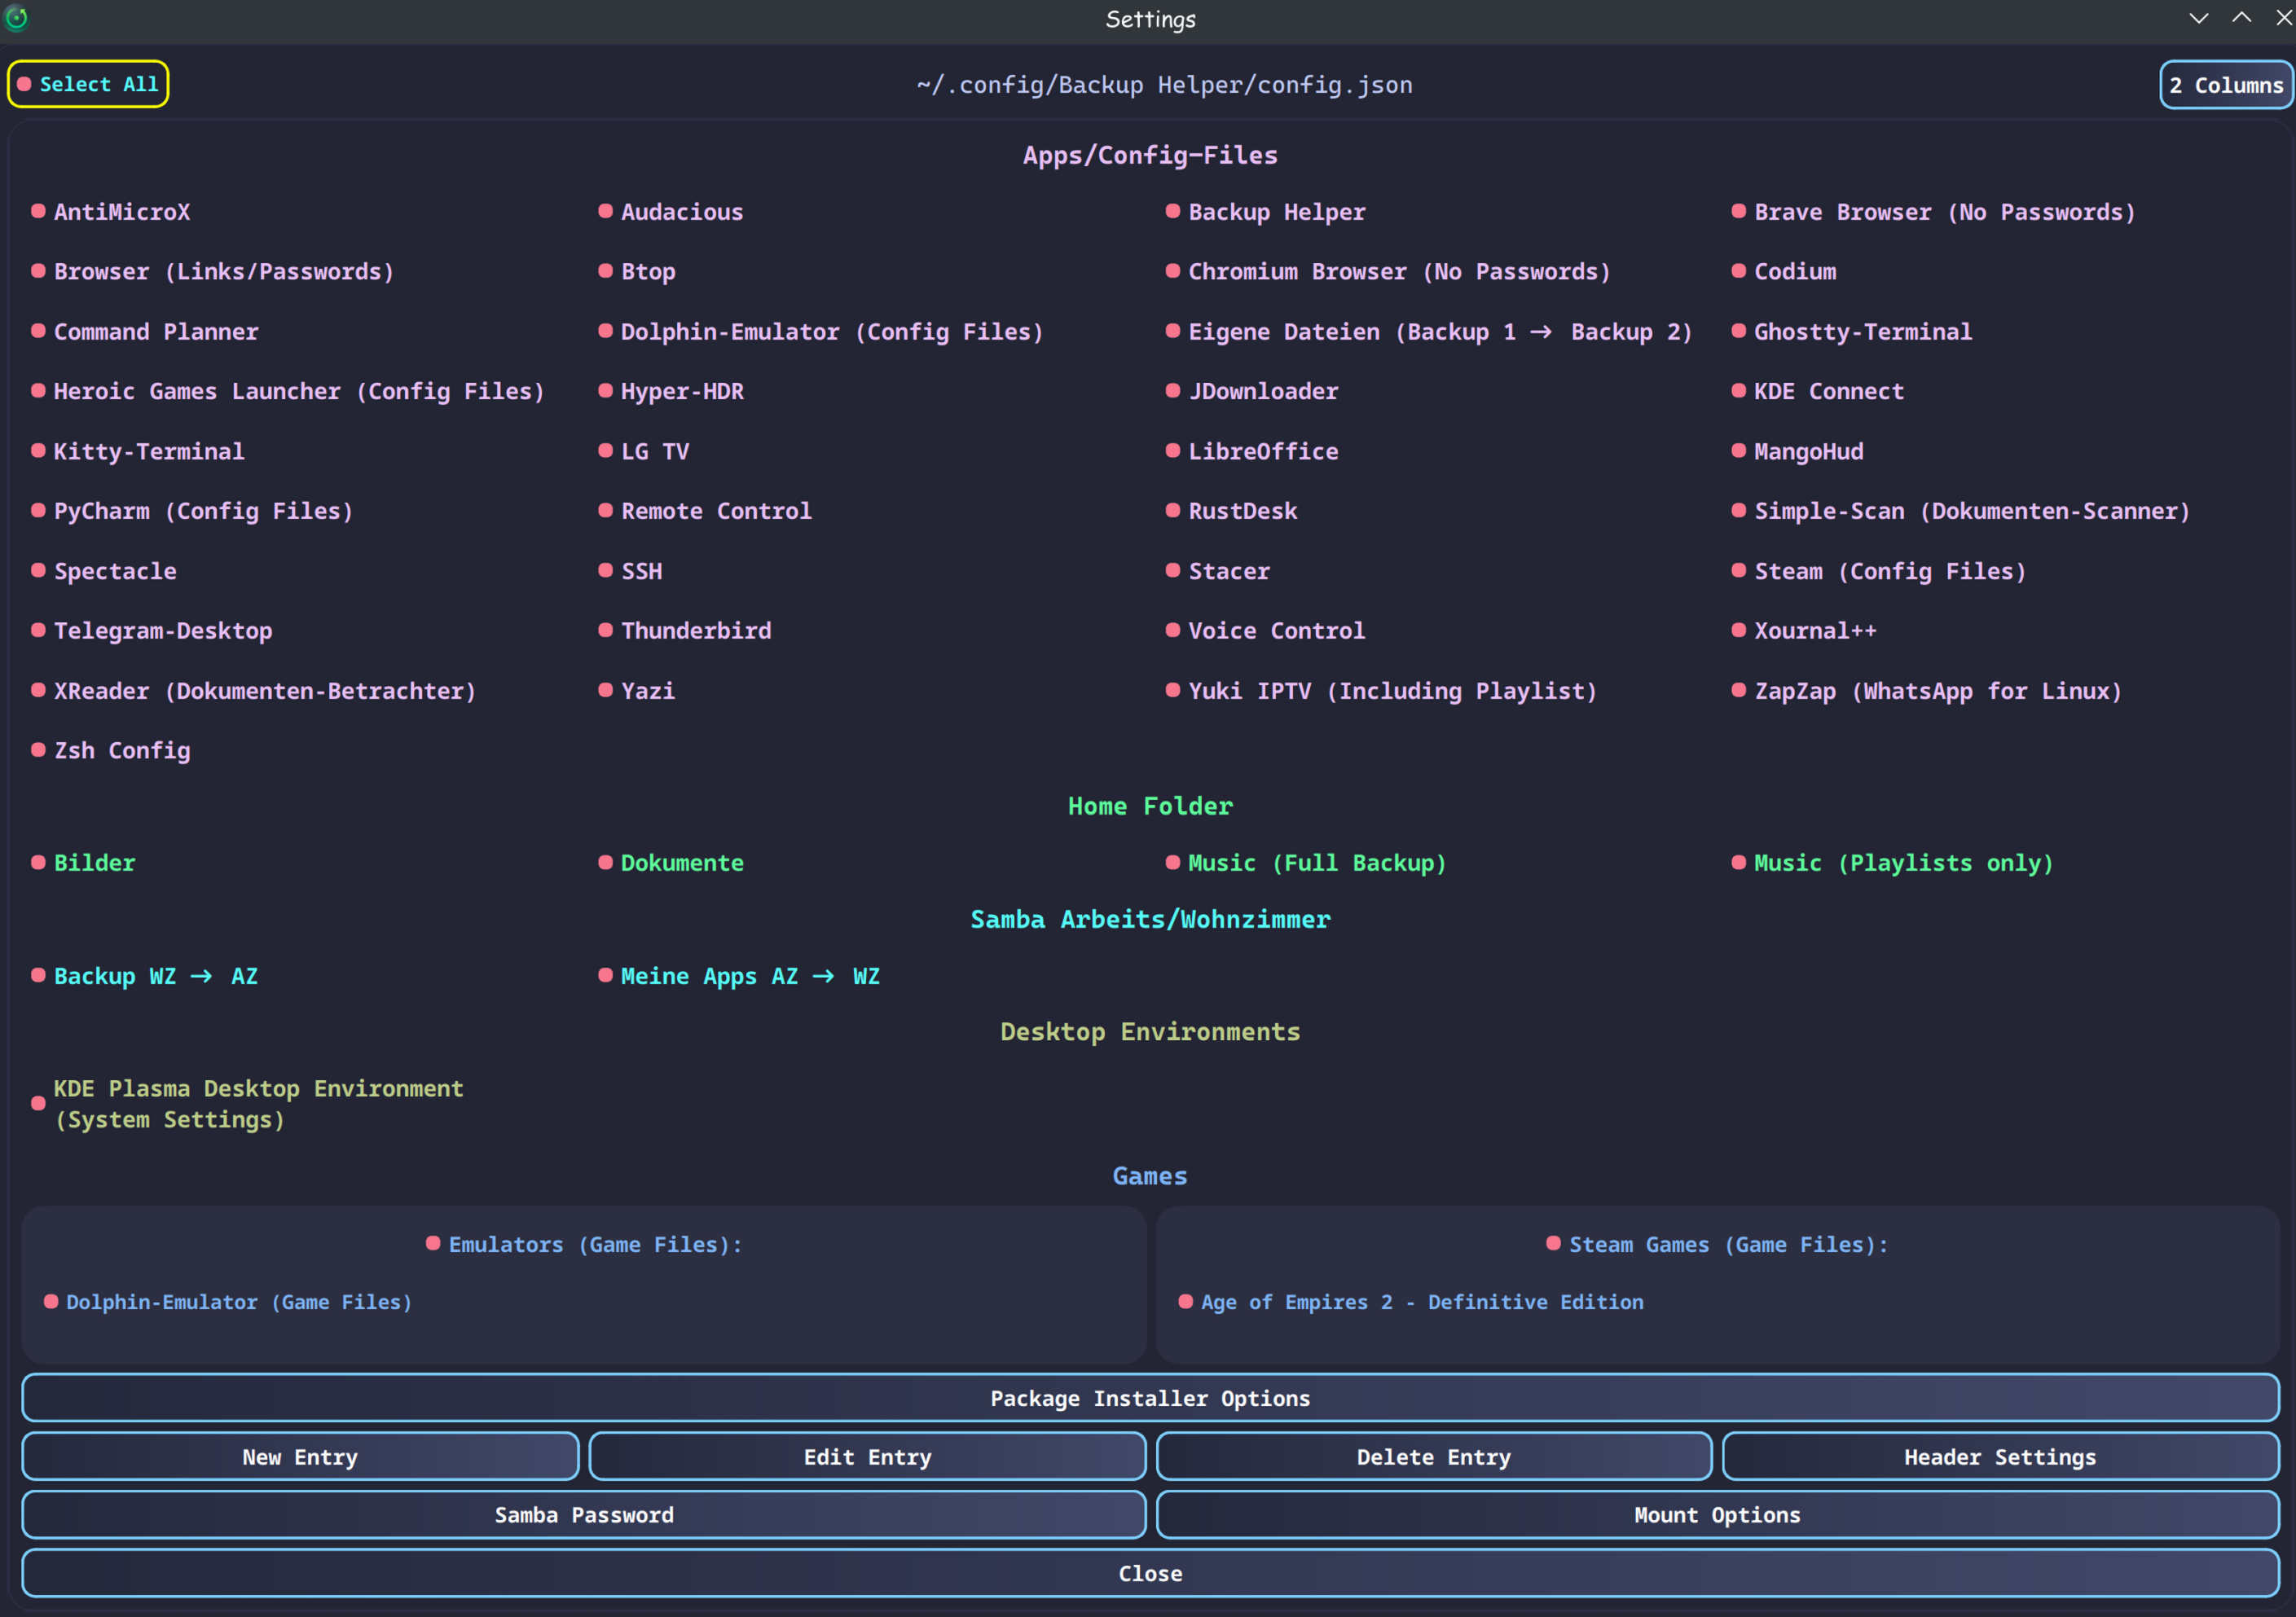 Settings
Select All
~/.config/Backup Helper/config.json
2 Columns
Apps/Config-Files
AntiMicroX
Audacious
Backup Helper
Brave Browser (No Passwords)
Browser (Links/Passwords)
Btop
Chromium Browser (No Passwords)
Codium
Command Planner
Dolphin-Emulator (Config Files)
Eigene Dateien (Backup 1 → Backup 2)
Ghostty-Terminal
Heroic Games Launcher (Config Files)
Hyper-HDR
JDownloader
KDE Connect
Kitty-Terminal
LG TV
LibreOffice
MangoHud
PyCharm (Config Files)
Remote Control
RustDesk
Simple-Scan (Dokumenten-Scanner)
Spectacle
SSH
Stacer
Steam (Config Files)
Telegram-Desktop
Thunderbird
Voice Control
Xournal++
XReader (Dokumenten-Betrachter)
Yazi
Yuki IPTV (Including Playlist)
ZapZap (WhatsApp for Linux)
Zsh Config
Home Folder
Bilder
Dokumente
Music (Full Backup)
Music (Playlists only)
Samba Arbeits/Wohnzimmer
Backup WZ → AZ
Meine Apps AZ → WZ
Desktop Environments
KDE Plasma Desktop Environment
(System Settings)
Games
Emulators (Game Files):
Steam Games (Game Files):
Dolphin-Emulator (Game Files)
Age of Empires 2 - Definitive Edition
Package Installer Options
New Entry
Edit Entry
Delete Entry
Header Settings
Samba Password
Mount Options
Close